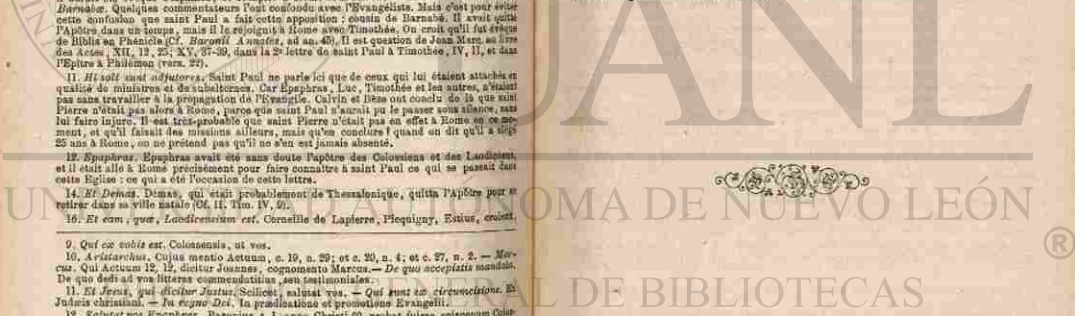 Barnabæ. Quelques commentateurs l'ont confondu avec l'Evangéliste. Mais c'est pour éviter
cette confusion que saint Paul a fait cette apposition : cousin de Barnabé. Il avait quitté
l'Apôtre dans un temps, mais il le rejoignit à Rome avec Timothée. On croit qu'il fut évêque
de Biblis en Phénicie (Cf. Baronii Annales, ad an. 45). Il est question de Jean Marc, au livre
des Actes, XII, 12, 25; XV, 37-39, dans la 2e lettre de saint Paul à Timothée, IV, 11, et dans
l'Epître à Philémon (vers. 22).
11. Hi soli sunt adjutores. Saint Paul ne parle ici que de ceux qui lui étaient attachés en
qualité de ministres et de subalternes. Car Epaphras, Luc, Timothée et les autres, n'étaient
pas sans travailler à la propagation de l'Evangile. Calvin et Bèze ont conclu de là que saint
Pierre n'était pas alors à Rome, parce que saint Paul n'aurait pu le passer sous silence, sans
lui faire injure. Il est très-probable que saint Pierre n'était pas en effet à Rome en ce mo-
ment, et qu'il faisait des missions ailleurs, mais qu'en conclure ? quand on dit qu'il a siégé
25 ans à Rome, on ne prétend pas qu'il ne s'en est jamais absenté.
12. Epaphras. Epaphras avait été sans doute l'apôtre des Colossiens et des Laodicéens,
et il était allé à Rome précisément pour faire connaître à saint Paul ce qui se passait dans
cette Eglise : ce qui a été l'occasion de cette lettre.
14. Et Demas. Démas, qui était probablement de Thessalonique, quitta l'Apôtre pour se
retirer dans sa ville natale (Cf. II. Tim. IV, 9).
16. Et eam, quæ, Laodicensium est. Corneille de Lapierre, Picquigny, Estius, croient
9. Qui ex vobis est. Colossensis, ut vos.
10. Aristarchus. Cujus mentio Actuum, c. 19, n. 29; et c. 20, n. 4; et c. 27, n. 2. — Mar-
cus. Qui Actuum 12, 12, dicitur Joannes, cognomento Marcus. — De quo accepistis mandata.
De quo dedi ad vos litteras commendatitias, seu testimoniales.
11. Et Jesus, qui dicitur Justus. Scilicet, salutat vos. — Qui sunt ex circumcisione. Ex
Judæis christiani. — In regno Dei. In prædicatione et promotione Evangelii.
12. Salutat vos Epaphras.
UANL
UN
NOMA DE NUEVO LEÓN
®
RAL DE BIBLIOTECAS